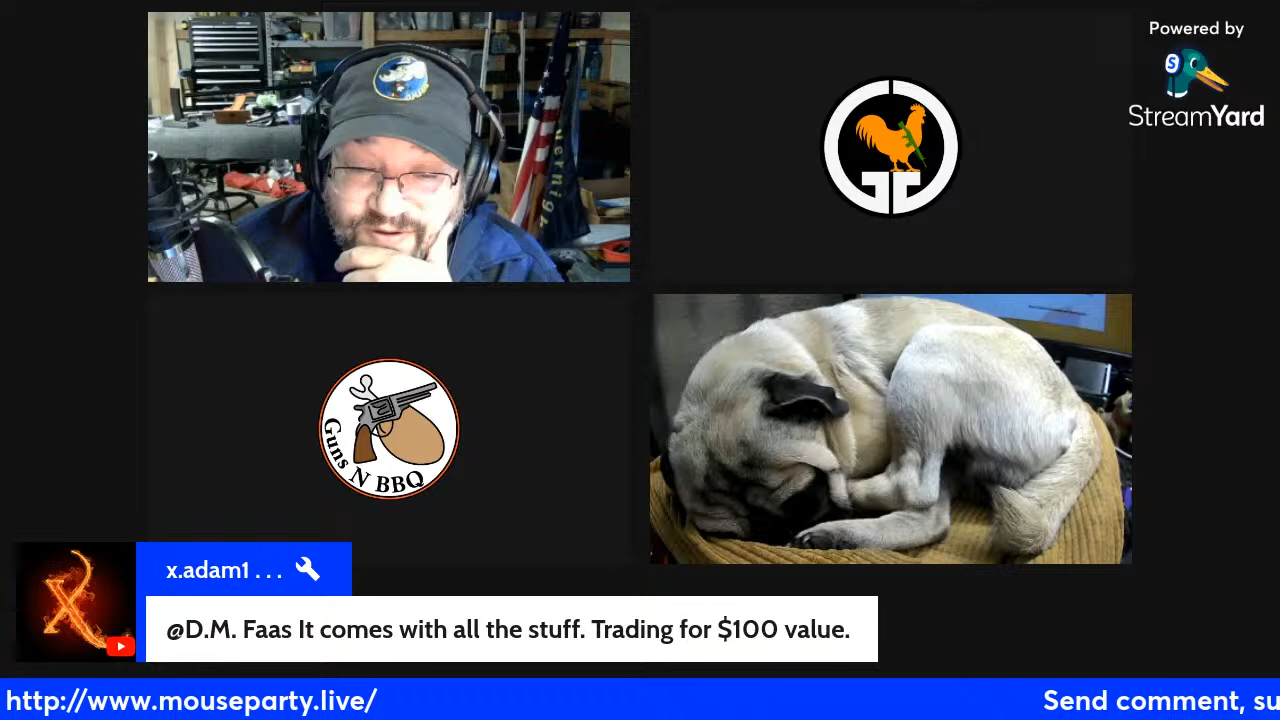 Powered by
S
StreamYard
GG
Guns N BBQ
X
x.adam1 . . .
@D.M. Faas It comes with all the stuff. Trading for $100 value.
http://www.mouseparty.live/
Send comment, su